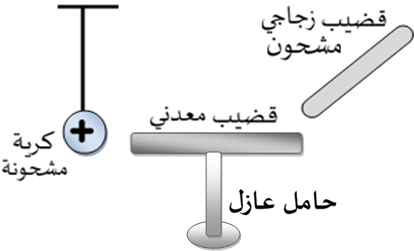 قضيب زجاجي
مشحون
قضيب معدني
كرية
مشحونة
حامل عازل